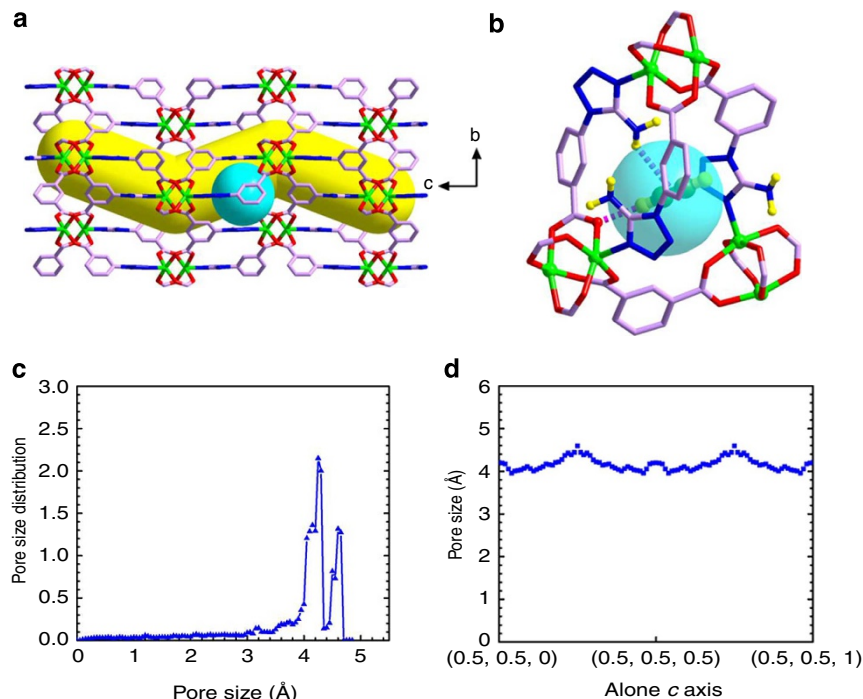 a
b
b
c
c
d
3.0
2.5
2.0
1.5
1.0
0.5
0.0
Pore size distribution
0 1 2 3 4 5
Pore size (Å)
6
5
4
3
2
1
0
Pore size (Å)
(0.5, 0.5, 0) (0.5, 0.5, 0.5) (0.5, 0.5, 1)
Alone c axis